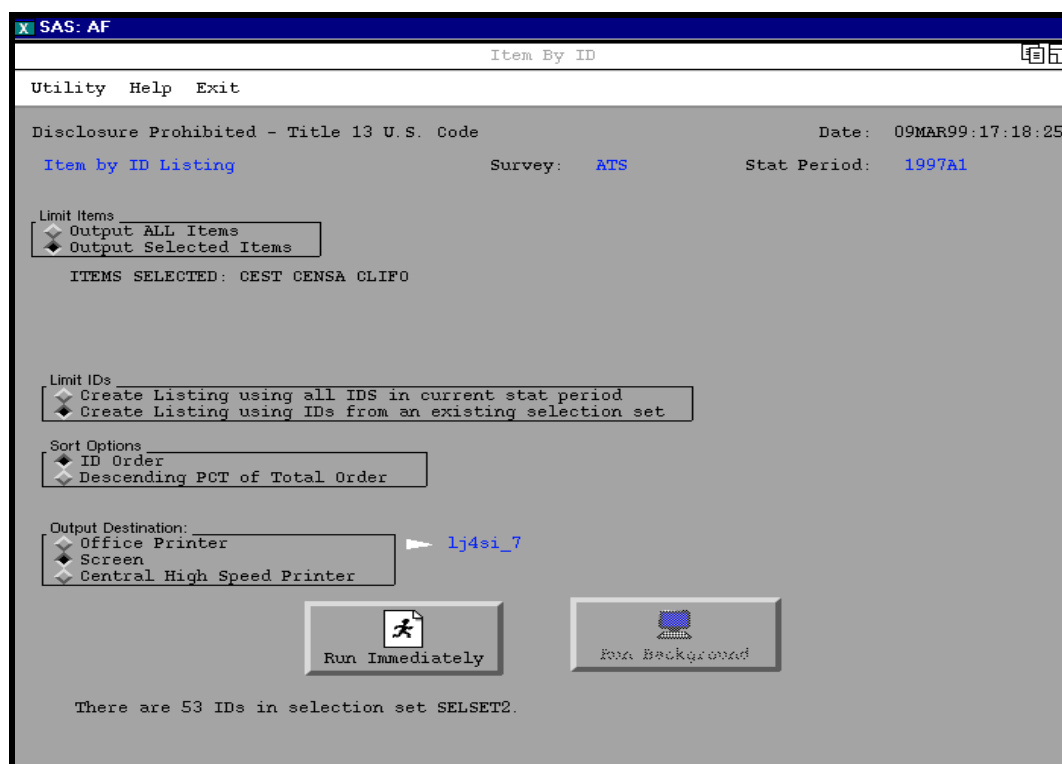 X SAS: AF
Item By ID
Utility Help Exit
Disclosure Prohibited - Title 13 U.S. Code Date: 09MAR99:17:18:25
Item by ID Listing Survey: ATS Stat Period: 1997A1
Limit Items
Output ALL Items
Output Selected Items
ITEMS SELECTED: CEST CENSA CLIFO
Limit IDs
Create Listing using all IDS in current stat period
Create Listing using IDs from an existing selection set
Sort Options
ID Order
Descending PCT of Total Order
Output Destination:
Office Printer lj4si_7
Screen
Central High Speed Printer
Run Immediately Run Background
There are 53 IDs in selection set SELSET2.